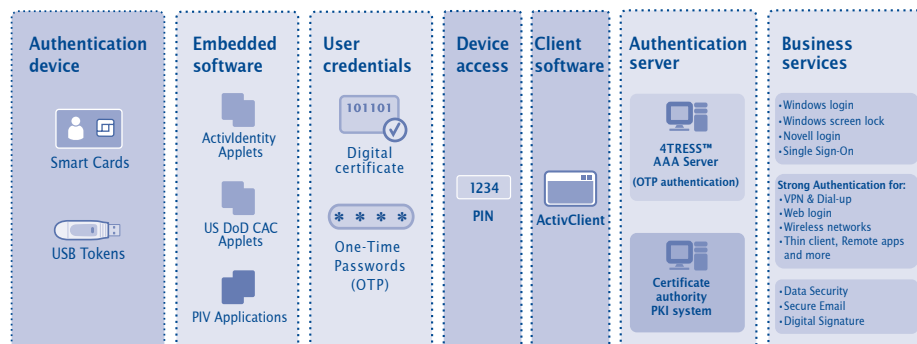 Authentication
device
Smart Cards
USB Tokens
Embedded
software
ActivIdentity
Applets
US DoD CAC
Applets
PIV Applications
User
credentials
101101
Digital
certificate
* * * *
One-Time
Passwords
(OTP)
Device
access
1234
PIN
Client
software
ActivClient
Authentication
server
4TRESS™
AAA Server
(OTP authentication)
Certificate
authority
PKI system
Business
services
• Windows login
• Windows screen lock
• Novell login
• Single Sign-On
Strong Authentication for:
• VPN & Dial-up
• Web login
• Wireless networks
• Thin client, Remote apps
and more
• Data Security
• Secure Email
• Digital Signature